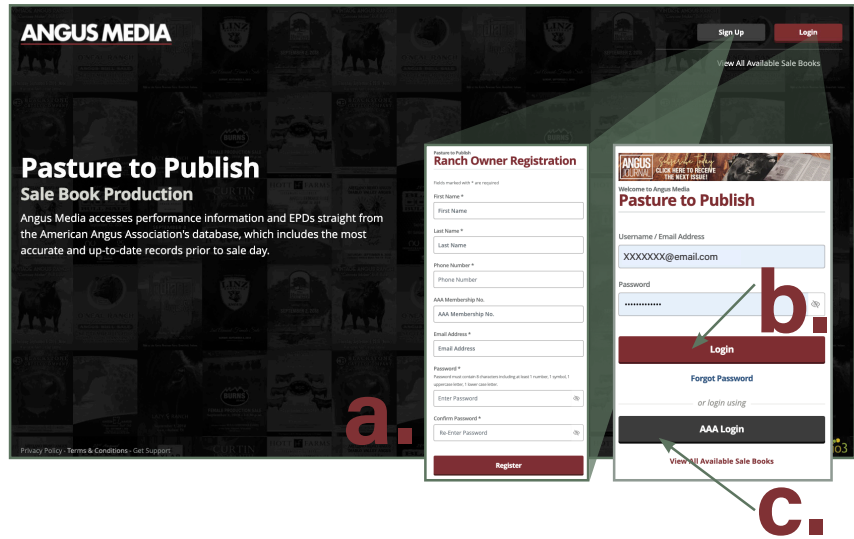 ANGUS MEDIA
Sign Up
Login
View All Available Sale Books
Pasture to Publish
Sale Book Production
Angus Media accesses performance information and EPDs straight from
the American Angus Association's database, which includes the most
accurate and up-to-date records prior to sale day.
Privacy Policy - Terms & Conditions - Get Support
a.
Pasture to Publish
Ranch Owner Registration
Fields marked with * are required
First Name *
First Name
Last Name *
Last Name
Phone Number *
Phone Number
AAA Membership No.
AAA Membership No.
Email Address *
Email Address
Password *
Password must contain 8 characters including at least 1 number, 1 symbol, 1
uppercase letter, 1 lower case letter.
Enter Password
Confirm Password *
Re-Enter Password
Register
ANGUS
JOURNAL
Subscribe Today
CLICK HERE TO RECEIVE
THE NEXT ISSUE!
Welcome to Angus Media
Pasture to Publish
Username / Email Address
XXXXXXX@email.com
Password
b.
Login
Forgot Password
or login using
AAA Login
View All Available Sale Books
c.
LINZ
BURNS
CURTIN
LINZ
CURTIN